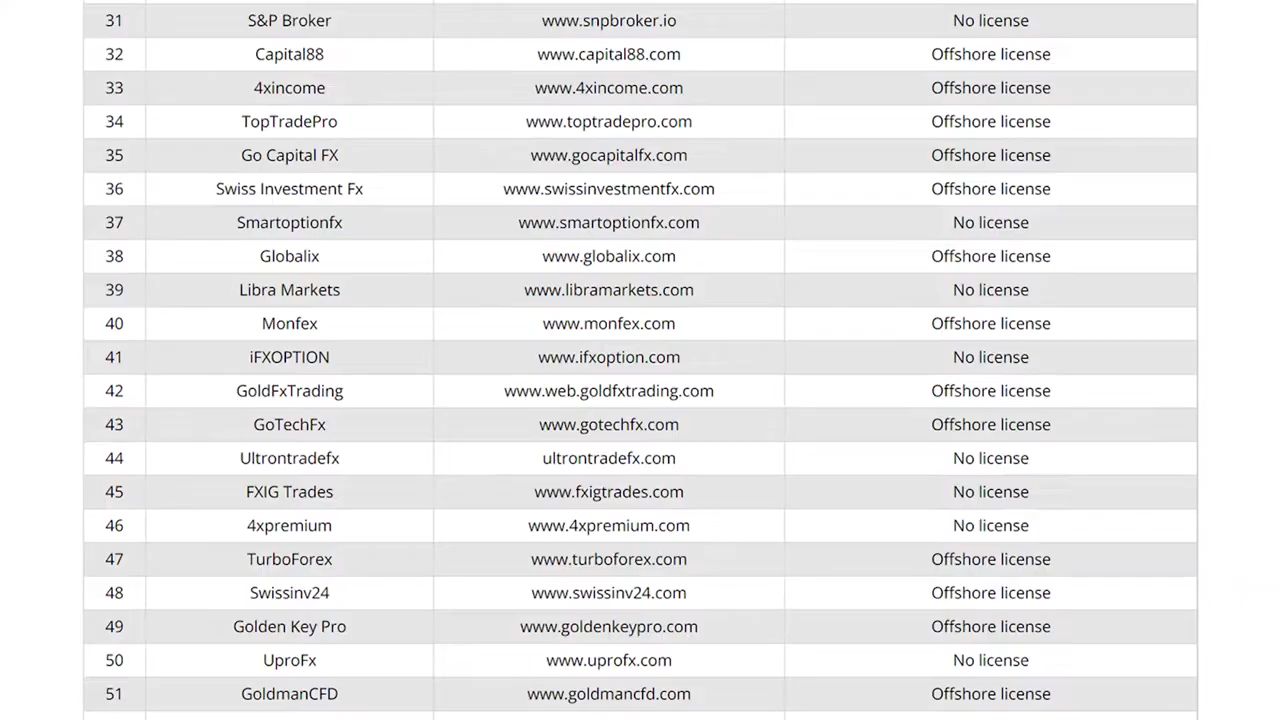 31 S&P Broker www.snpbroker.io No license
32 Capital88 www.capital88.com Offshore license
33 4xincome www.4xincome.com Offshore license
34 TopTradePro www.toptradepro.com Offshore license
35 Go Capital FX www.gocapitalfx.com Offshore license
36 Swiss Investment Fx www.swissinvestmentfx.com Offshore license
37 Smartoptionfx www.smartoptionfx.com No license
38 Globalix www.globalix.com Offshore license
39 Libra Markets www.libramarkets.com No license
40 Monfex www.monfex.com Offshore license
41 iFXOPTION www.ifxoption.com No license
42 GoldFxTrading www.web.goldfxtrading.com Offshore license
43 GoTechFx www.gotechfx.com Offshore license
44 Ultrontradefx ultrontradefx.com No license
45 FXIG Trades www.fxigtrades.com No license
46 4xpremium www.4xpremium.com No license
47 TurboForex www.turboforex.com Offshore license
48 Swissinv24 www.swissinv24.com Offshore license
49 Golden Key Pro www.goldenkeypro.com Offshore license
50 UproFx www.uprofx.com No license
51 GoldmanCFD www.goldmancfd.com Offshore license